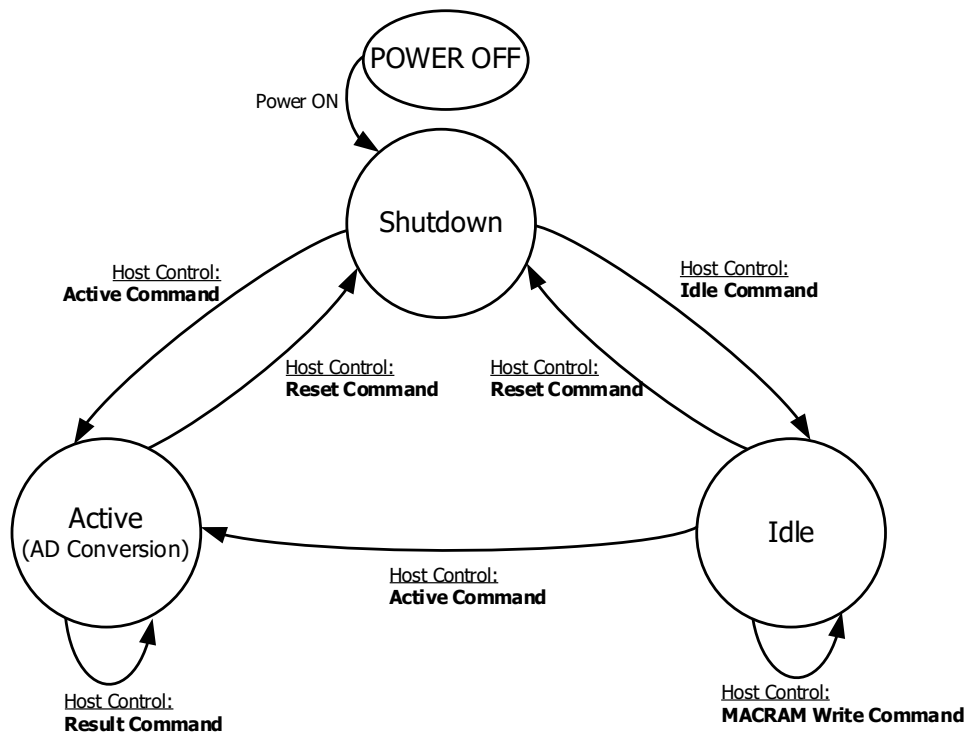 POWER OFF
Power ON
Shutdown
Host Control:
Active Command
Host Control:
Idle Command
Host Control:
Reset Command
Host Control:
Reset Command
Active
(AD Conversion)
Idle
Host Control:
Active Command
Host Control:
Result Command
Host Control:
MACRAM Write Command